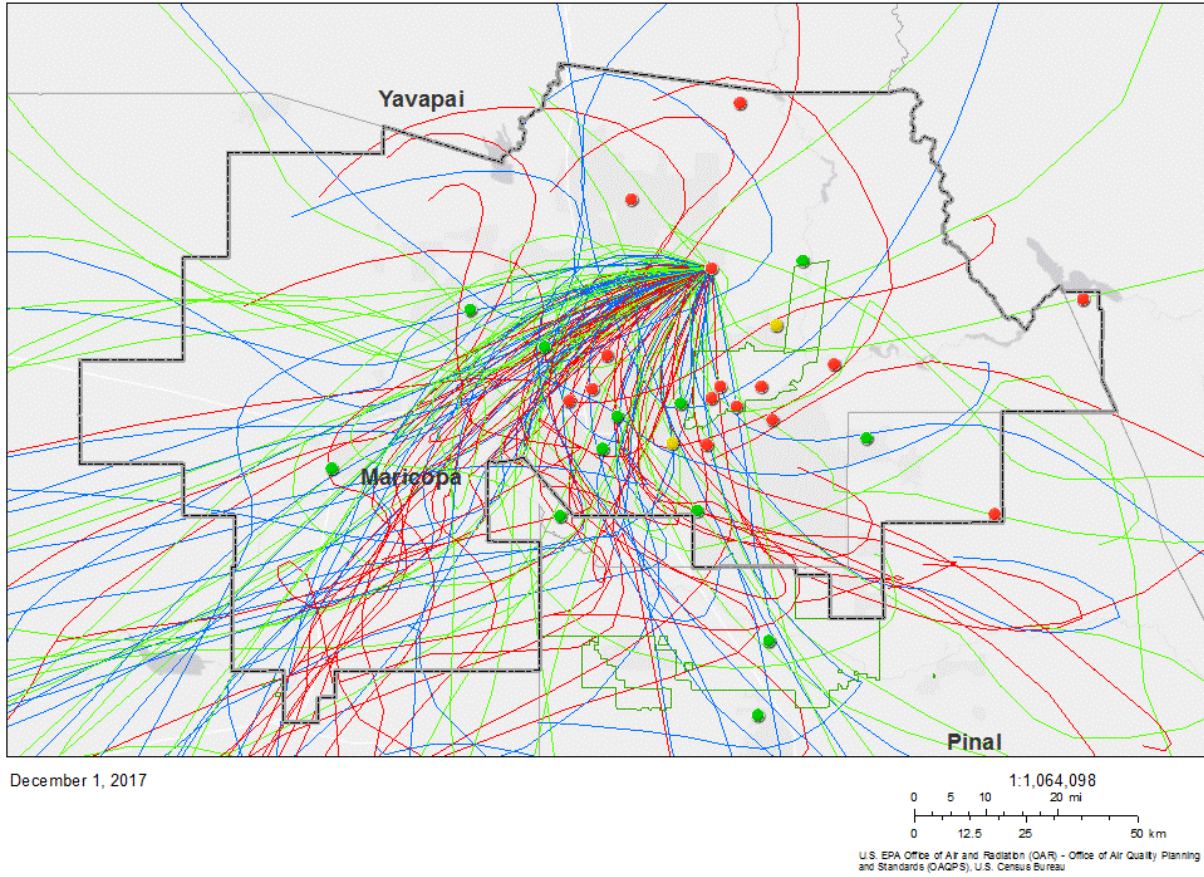 Yavapai
Maricopa
Pinal
December 1, 2017
1:1,064,098
0 5 10 20 mi
0 12.5 25 50 km
U.S. EPA Office of Air and Radiation (OAR) - Office of Air Quality Planning
and Standards (OAQPS), U.S. Census Bureau